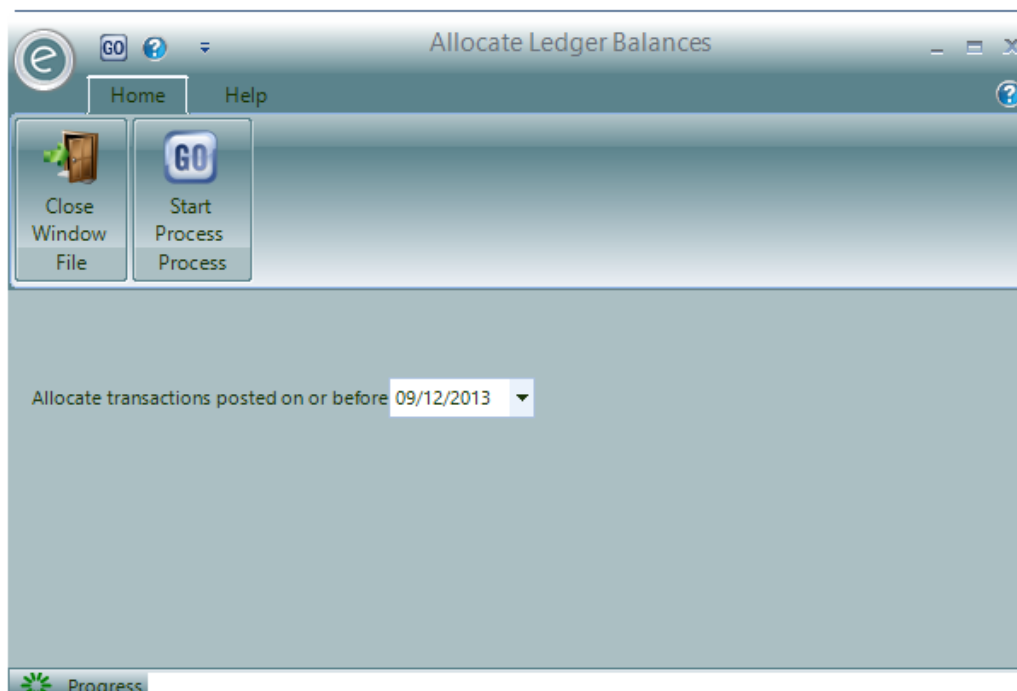 e GO ? Allocate Ledger Balances
Home Help ?
GO
Close Window Start Process
File Process
Allocate transactions posted on or before 09/12/2013
Progress